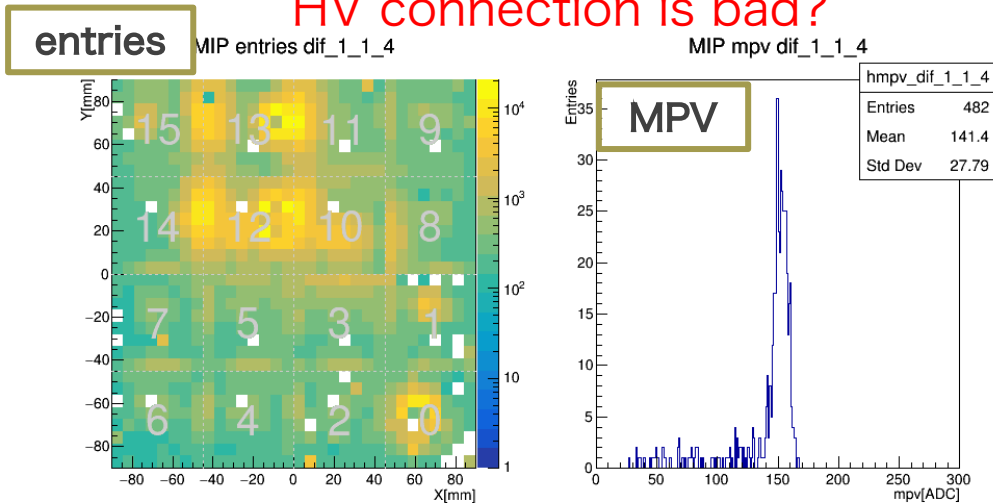 HV connection is bad?
entries
MIP entries dif_1_1_4
Y[mm]
80
60
40
20
0
−20
−40
−60
−80
−80 −60 −40 −20 0 20 40 60 80
X[mm]
15 13 11 9
14 12 10 8
7 5 3 1
6 4 2 0
10⁴
10³
10²
10
1
MIP mpv dif_1_1_4
hmpv_dif_1_1_4
Entries 482
Mean 141.4
Std Dev 27.79
MPV
Entries
35
30
25
20
15
10
5
0
0 50 100 150 200 250 300
mpv[ADC]